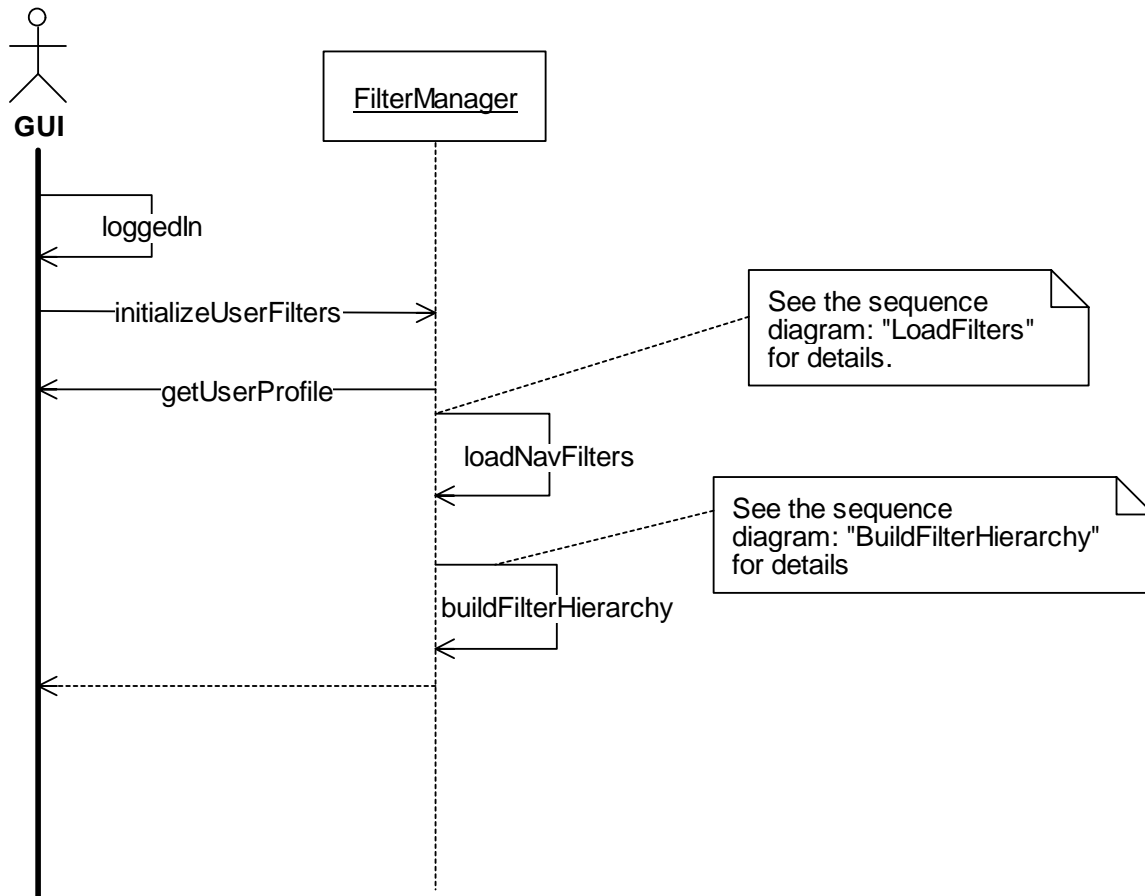 GUI
FilterManager
loggedIn
initializeUserFilters
See the sequence
diagram: "LoadFilters"
for details.
getUserProfile
loadNavFilters
See the sequence
diagram: "BuildFilterHierarchy"
for details
buildFilterHierarchy